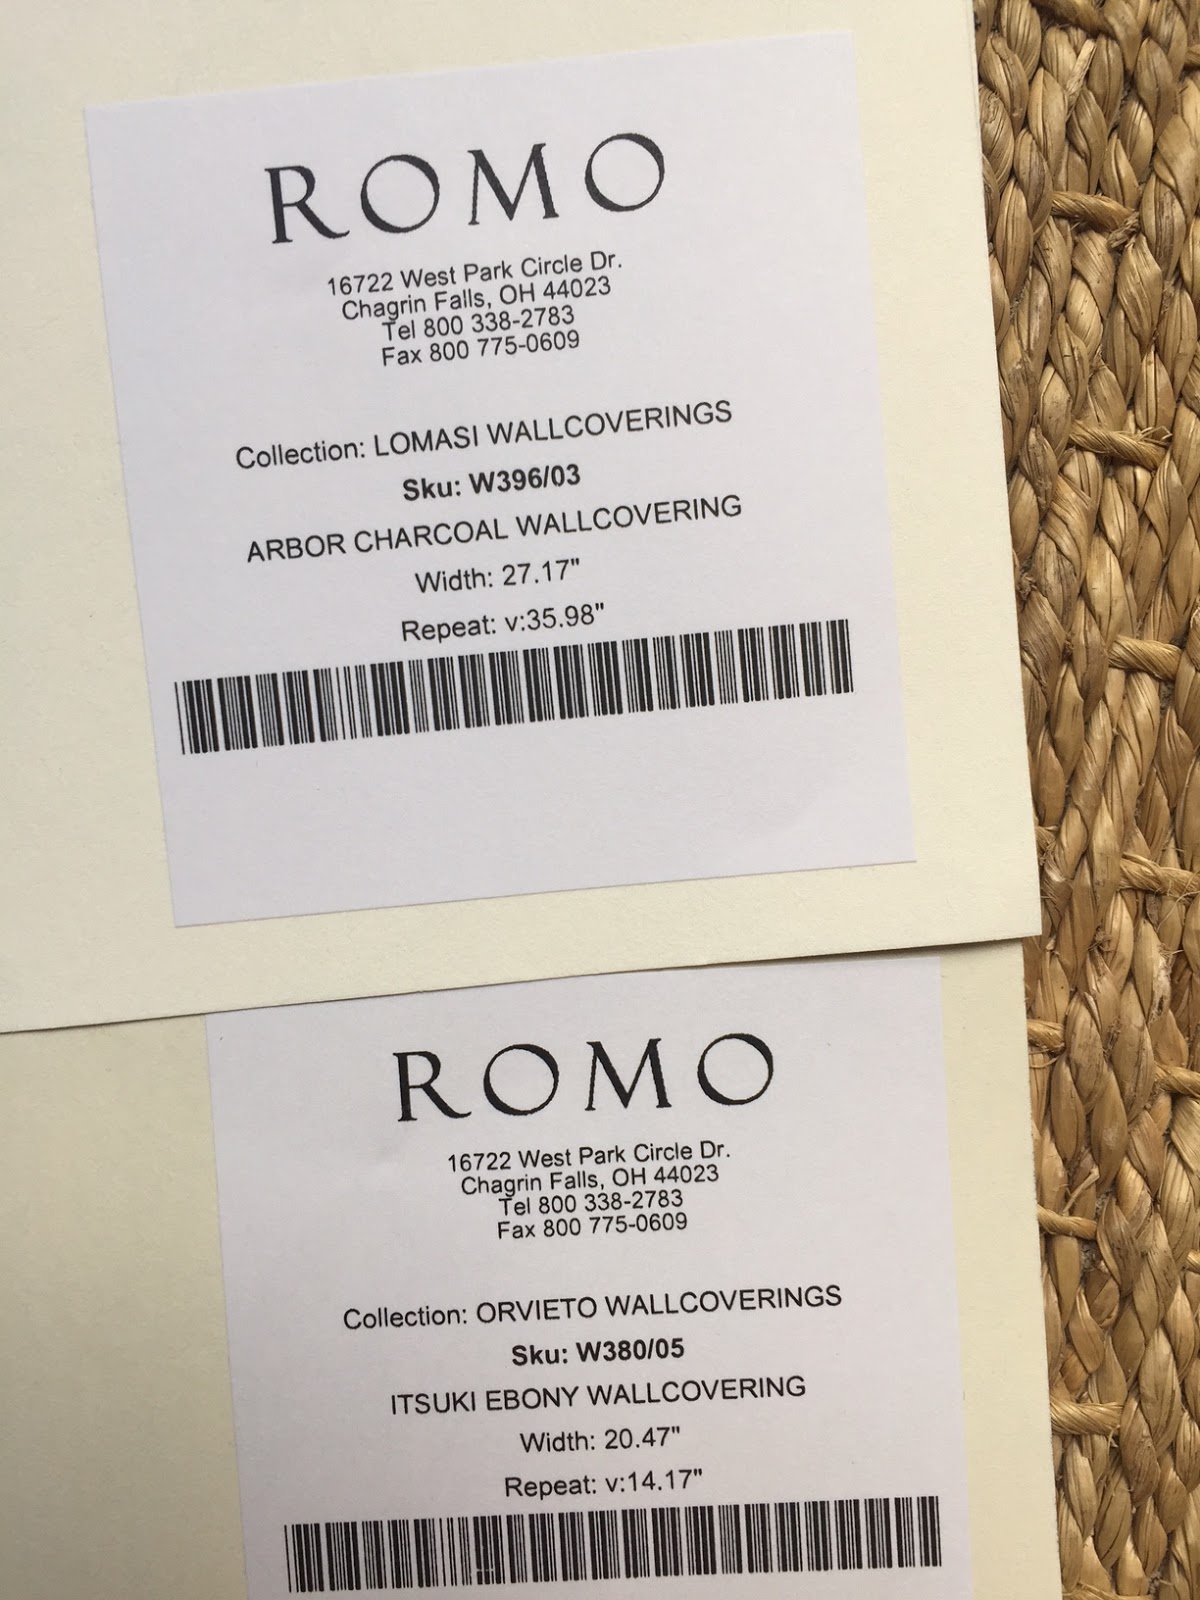 ROMO
16722 West Park Circle Dr.
Chagrin Falls, OH 44023
Tel 800 338-2783
Fax 800 775-0609
Collection: LOMASI WALLCOVERINGS
Sku: W396/03
ARBOR CHARCOAL WALLCOVERING
Width: 27.17"
Repeat: v:35.98"
ROMO
16722 West Park Circle Dr.
Chagrin Falls, OH 44023
Tel 800 338-2783
Fax 800 775-0609
Collection: ORVIETO WALLCOVERINGS
Sku: W380/05
ITSUKI EBONY WALLCOVERING
Width: 20.47"
Repeat: v:14.17"